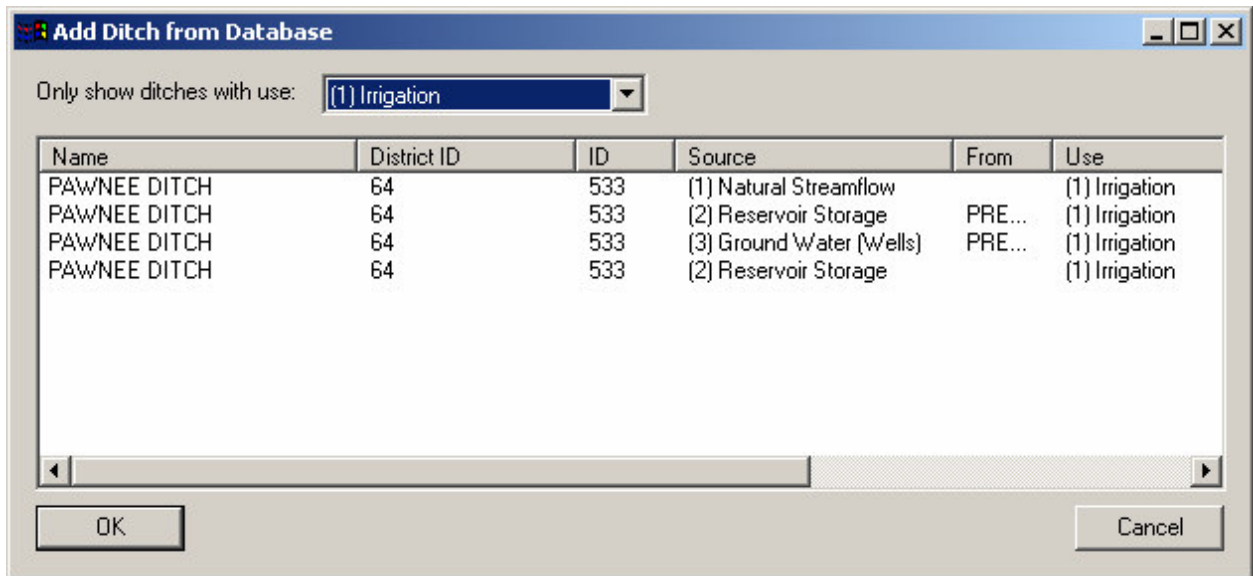 Add Ditch from Database
Only show ditches with use: (1) Irrigation
Name District ID ID Source From Use
PAWNEE DITCH 64 533 (1) Natural Streamflow (1) Irrigation
PAWNEE DITCH 64 533 (2) Reservoir Storage PRE... (1) Irrigation
PAWNEE DITCH 64 533 (3) Ground Water (Wells) PRE... (1) Irrigation
PAWNEE DITCH 64 533 (2) Reservoir Storage (1) Irrigation
OK Cancel